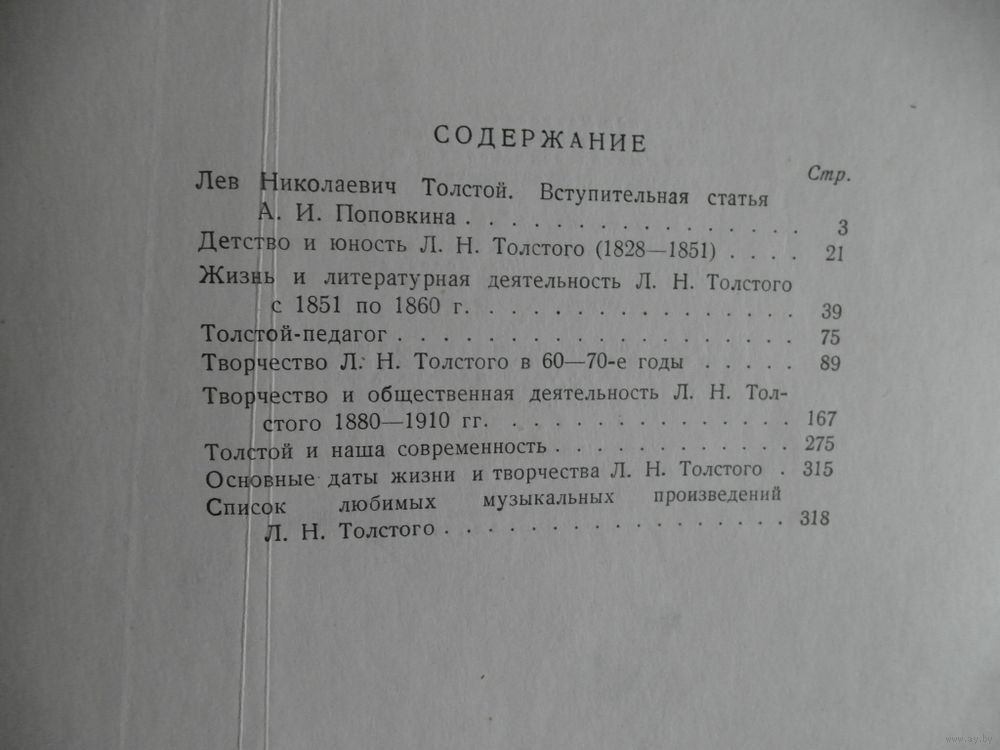 СОДЕРЖАНИЕ
Стр.
Лев Николаевич Толстой. Вступительная статья
А. И. Поповкина . . . . . . . . . . . . . . . 3
Детство и юность Л. Н. Толстого (1828—1851) . . . . 21
Жизнь и литературная деятельность Л. Н. Толстого
с 1851 по 1860 г. . . . . . . . . . . . . . . . 39
Толстой-педагог . . . . . . . . . . . . . . . . . . 75
Творчество Л. Н. Толстого в 60—70-е годы . . . . . 89
Творчество и общественная деятельность Л. Н. Тол-
стого 1880—1910 гг. . . . . . . . . . . . . . . 167
Толстой и наша современность . . . . . . . . . . . 275
Основные даты жизни и творчества Л. Н. Толстого . 315
Список любимых музыкальных произведений
Л. Н. Толстого . . . . . . . . . . . . . . . . 318
www.ay.by